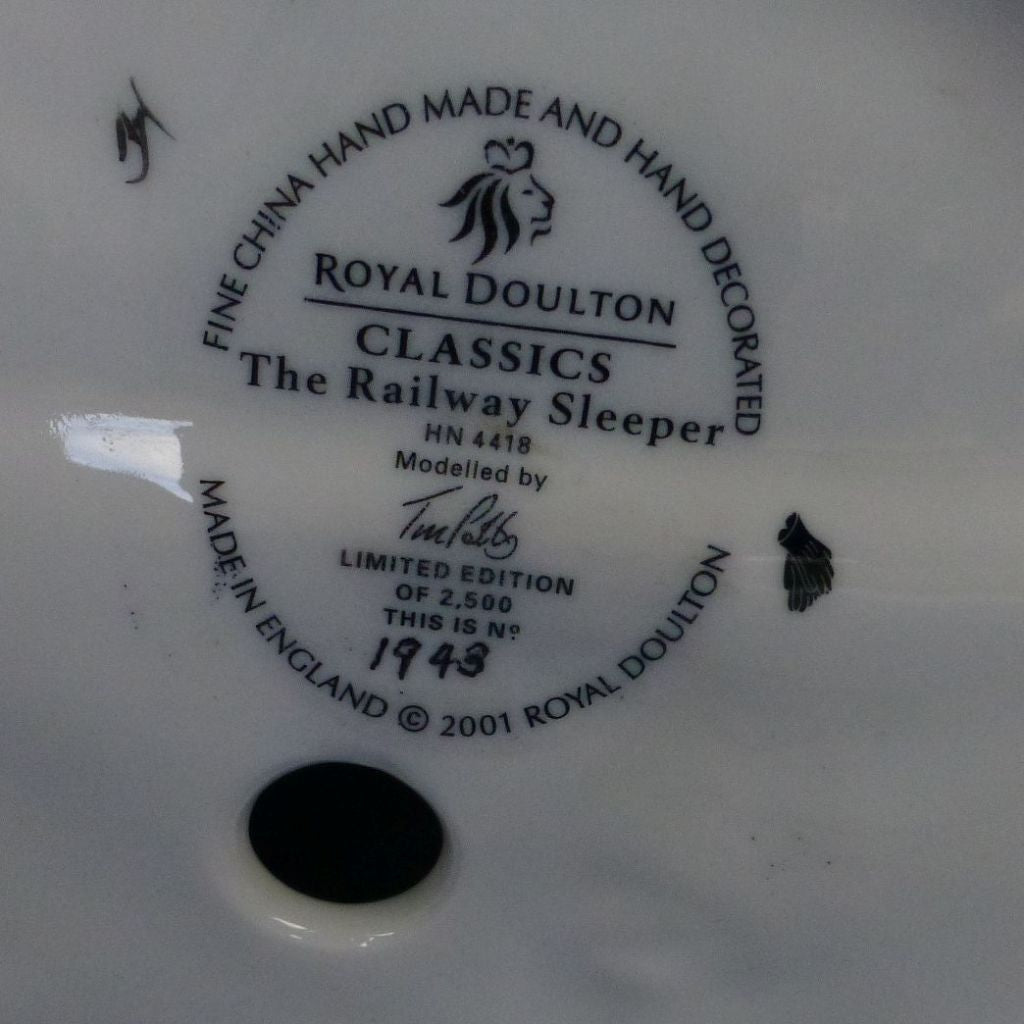 FINE CHINA HAND MADE AND HAND DECORATED
ROYAL DOULTON
CLASSICS
The Railway Sleeper
HN 4418
Modelled by
LIMITED EDITION
OF 2,500
THIS IS Nº
1943
MADE IN ENGLAND © 2001 ROYAL DOULTON